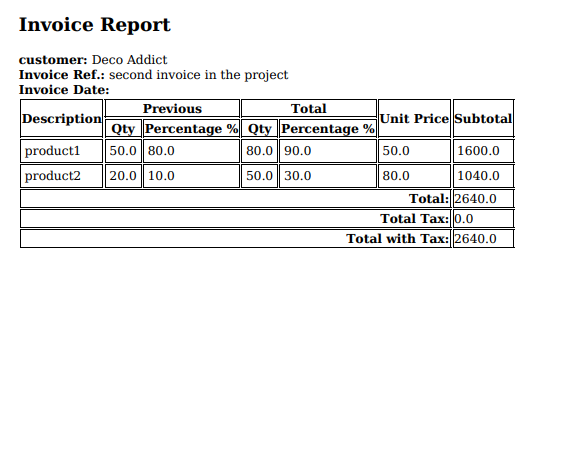 Invoice Report
customer: Deco Addict
Invoice Ref.: second invoice in the project
Invoice Date:
Description Previous Total Unit Price Subtotal
Qty Percentage % Qty Percentage %
product1 50.0 80.0 80.0 90.0 50.0 1600.0
product2 20.0 10.0 50.0 30.0 80.0 1040.0
Total: 2640.0
Total Tax: 0.0
Total with Tax: 2640.0